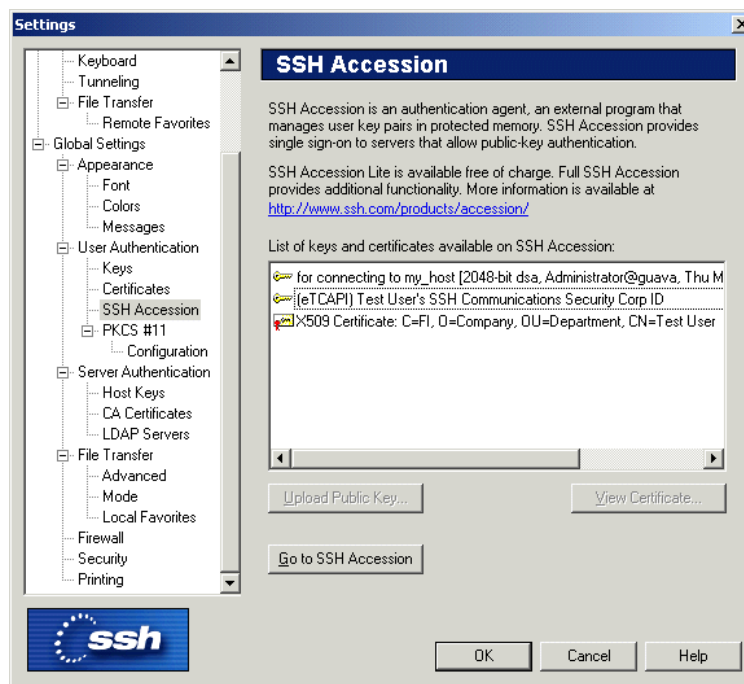 Settings
Keyboard
Tunneling
File Transfer
Remote Favorites
Global Settings
Appearance
Font
Colors
Messages
User Authentication
Keys
Certificates
SSH Accession
PKCS #11
Configuration
Server Authentication
Host Keys
CA Certificates
LDAP Servers
File Transfer
Advanced
Mode
Local Favorites
Firewall
Security
Printing
ssh
SSH Accession
SSH Accession is an authentication agent, an external program that
manages user key pairs in protected memory. SSH Accession provides
single sign-on to servers that allow public-key authentication.
SSH Accession Lite is available free of charge. Full SSH Accession
provides additional functionality. More information is available at
http://www.ssh.com/products/accession/
List of keys and certificates available on SSH Accession:
for connecting to my_host [2048-bit dsa, Administrator@guava, Thu M
(eTCAPI) Test User's SSH Communications Security Corp ID
X509 Certificate: C=FI, O=Company, OU=Department, CN=Test User
Upload Public Key...
View Certificate...
Go to SSH Accession
OK
Cancel
Help